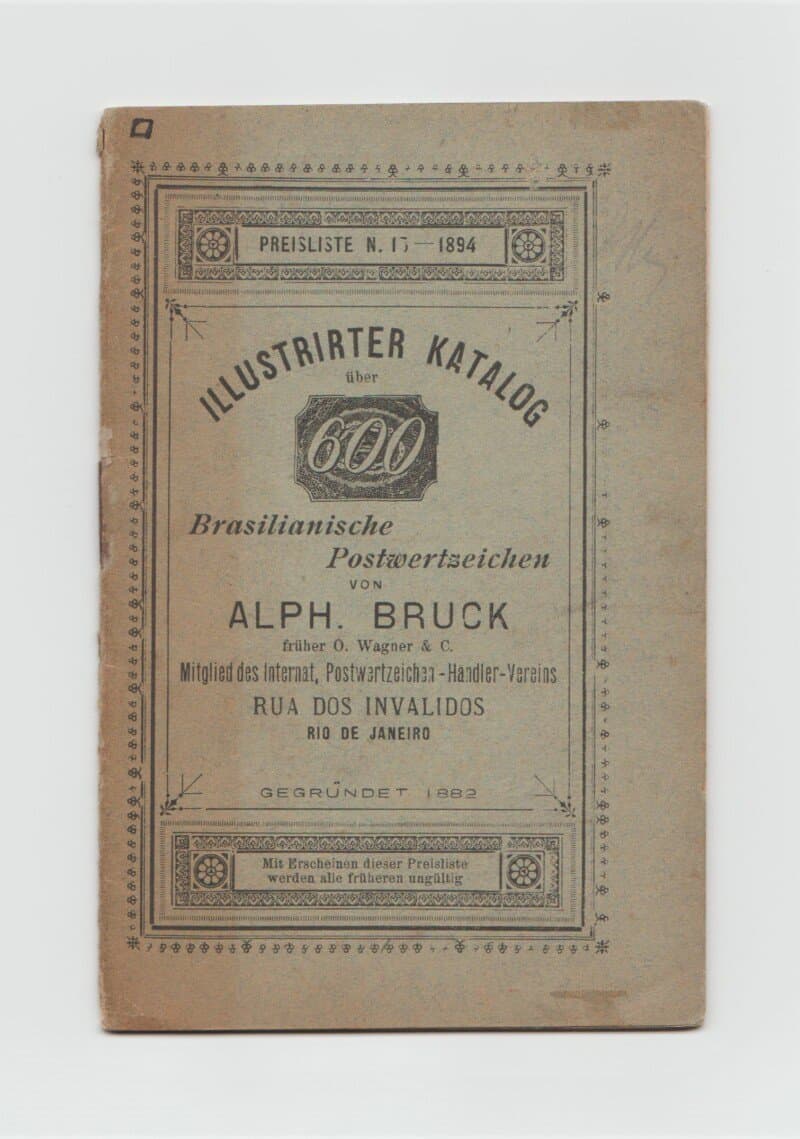 PREISLISTE N. — 1894
ILLUSTRIRTER KATALOG
über
600
Brasilianische
Postwertzeichen
VON
ALPH. BRUCK
früher O. Wagner & C.
Mitglied des Internat, Postwertzeichen-Händler-Vereins
RUA DOS INVALIDOS
RIO DE JANEIRO
GEGRÜNDET 1882
Mit Erscheinen dieser Preisliste
werden alle früheren ungültig